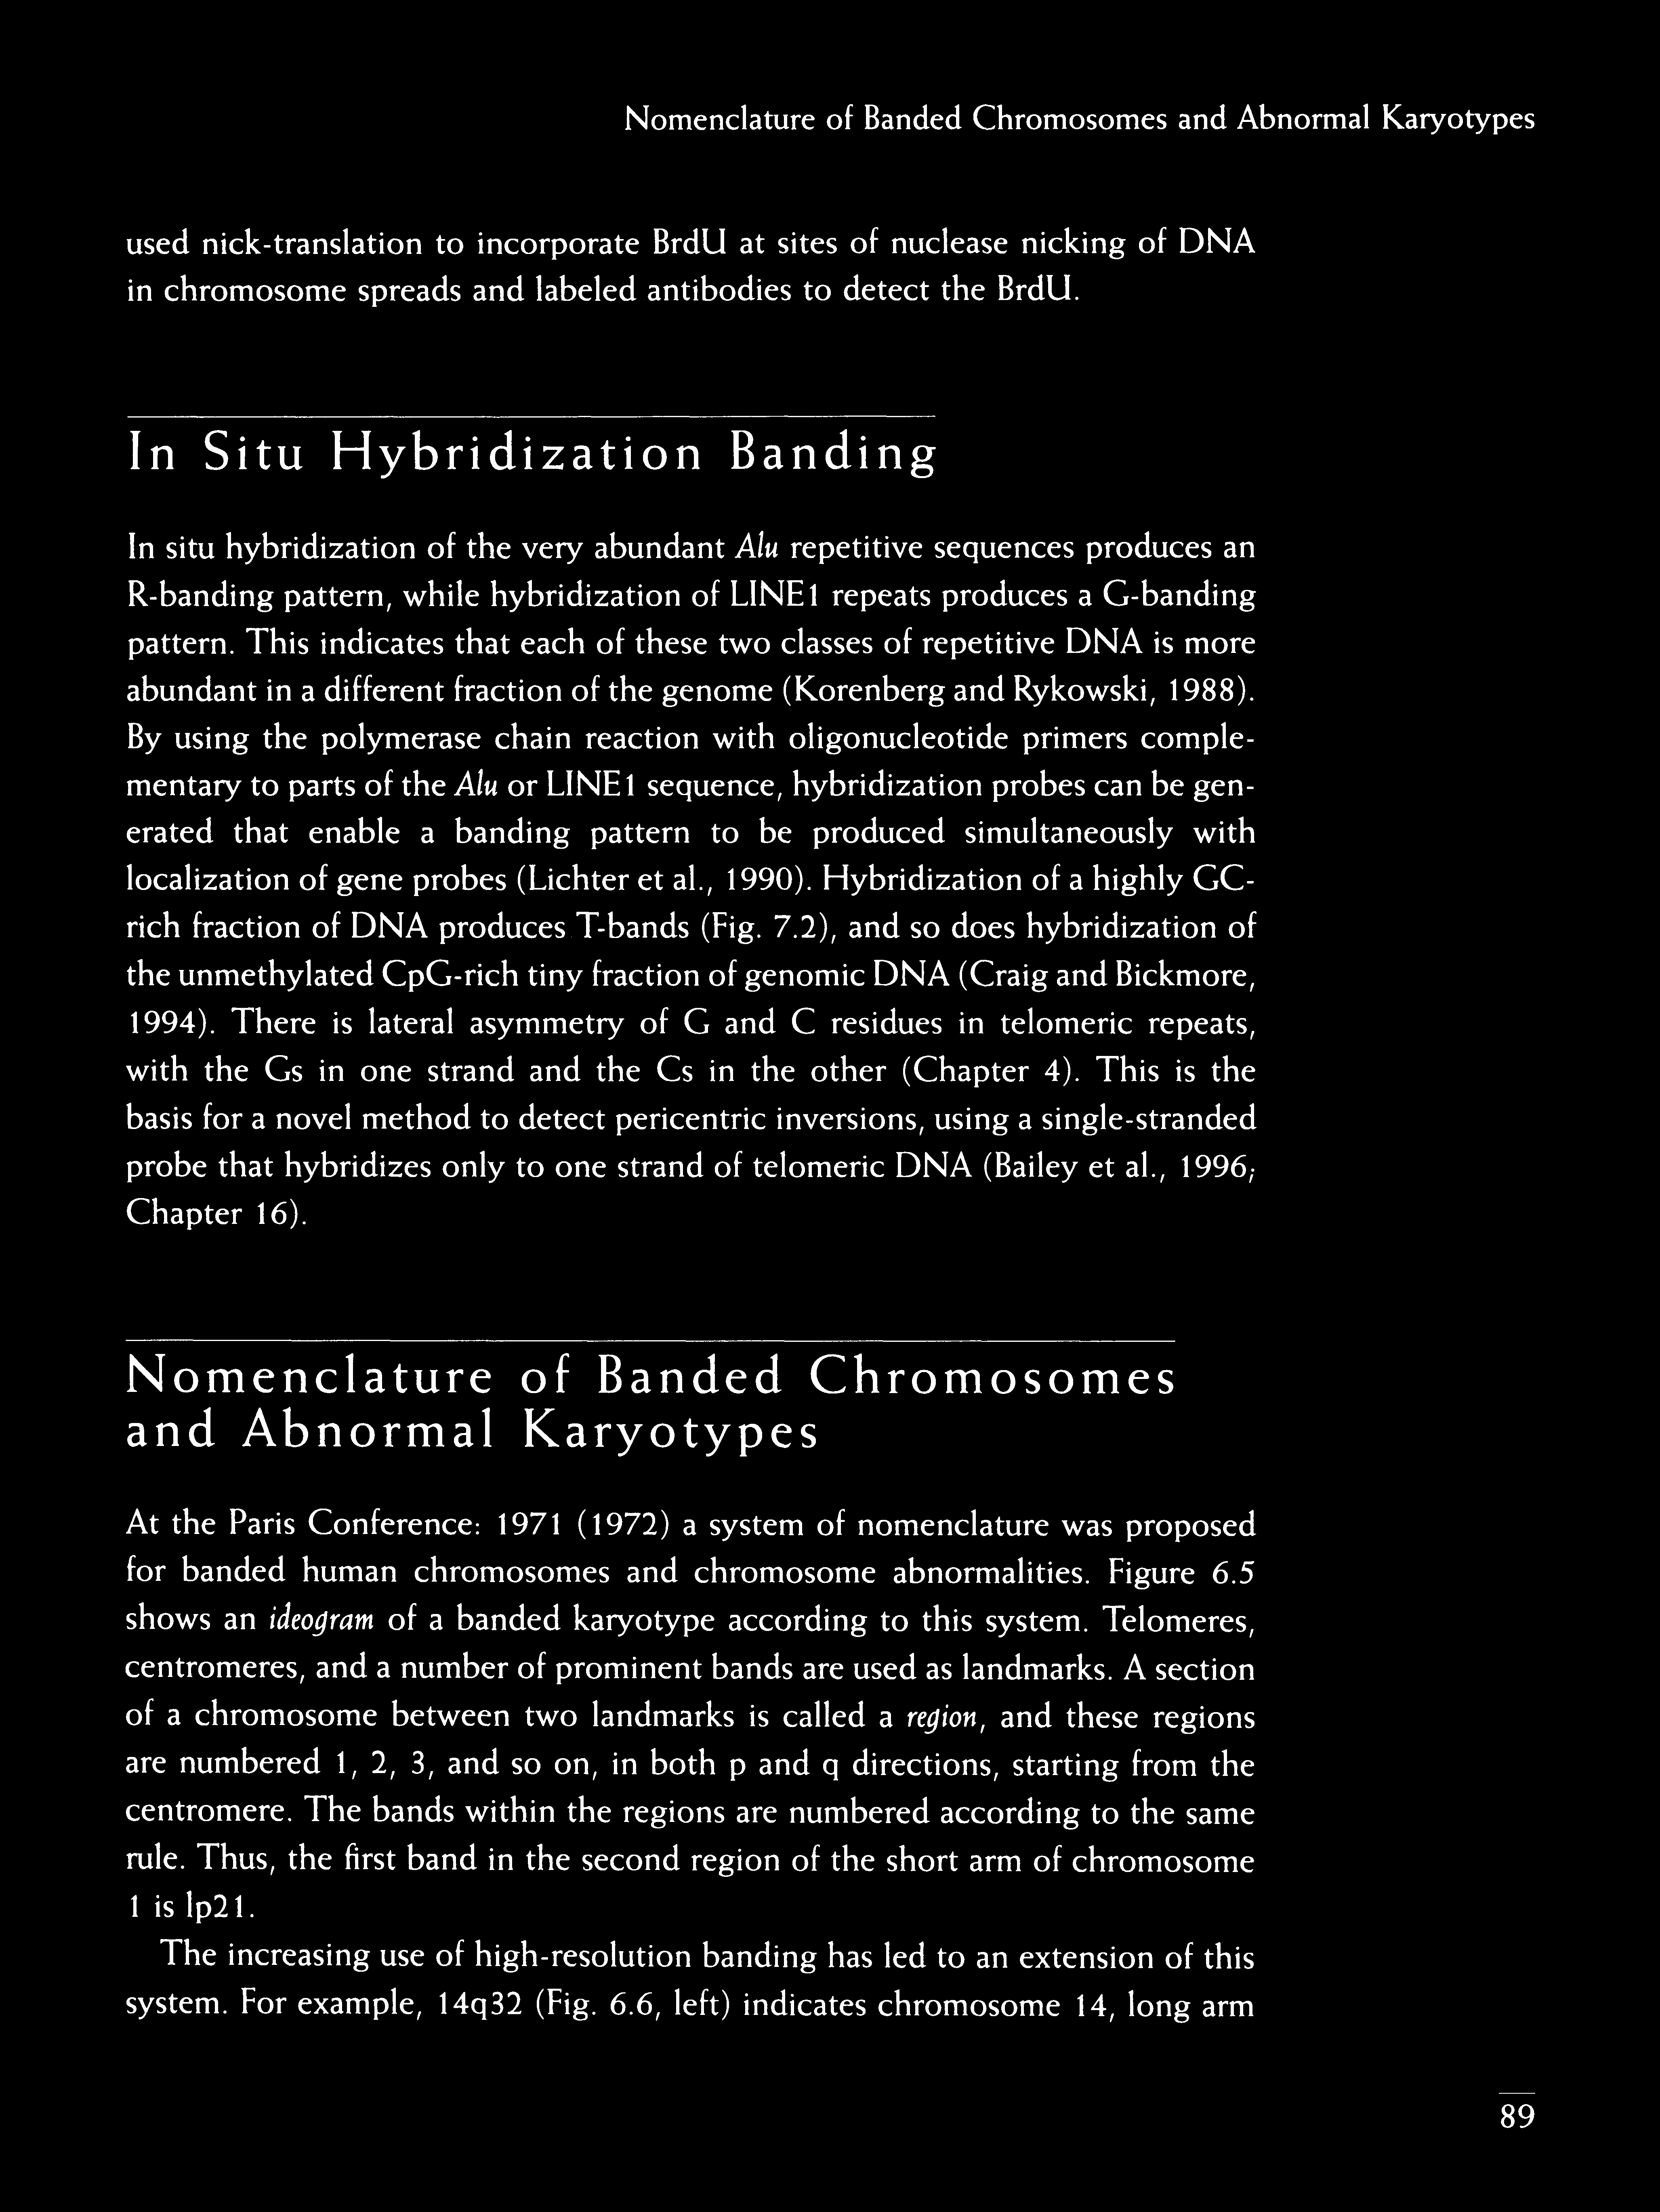 Nomenclature of Banded Chromosomes and Abnormal Karyotypes
used nick-translation to incorporate BrdU at sites of nuclease nicking of DNA
in chromosome spreads and labeled antibodies to detect the BrdU.
In Situ Hybridization Banding
In situ hybridization of the very abundant Alu repetitive sequences produces an
R-banding pattern, while hybridization of LINE1 repeats produces a G-banding
pattern. This indicates that each of these two classes of repetitive DNA is more
abundant in a different fraction of the genome (Korenberg and Rykowski, 1988).
By using the polymerase chain reaction with oligonucleotide primers comple-
mentary to parts of the Alu or LINE1 sequence, hybridization probes can be gen-
erated that enable a banding pattern to be produced simultaneously with
localization of gene probes (Lichter et al., 1990). Hybridization of a highly GC-
rich fraction of DNA produces T-bands (Fig. 7.2), and so does hybridization of
the unmethylated CpG-rich tiny fraction of genomic DNA (Craig and Bickmore,
1994). There is lateral asymmetry of G and C residues in telomeric repeats,
with the Gs in one strand and the Cs in the other (Chapter 4). This is the
basis for a novel method to detect pericentric inversions, using a single-stranded
probe that hybridizes only to one strand of telomeric DNA (Bailey et al., 1996;
Chapter 16).
Nomenclature of Banded Chromosomes
and Abnormal Karyotypes
At the Paris Conference: 1971 (1972) a system of nomenclature was proposed
for banded human chromosomes and chromosome abnormalities. Figure 6.5
shows an ideogram of a banded karyotype according to this system. Telomeres,
centromeres, and a number of prominent bands are used as landmarks. A section
of a chromosome between two landmarks is called a region, and these regions
are numbered 1, 2, 3, and so on, in both p and q directions, starting from the
centromere. The bands within the regions are numbered according to the same
rule. Thus, the first band in the second region of the short arm of chromosome
1 is lp21.
The increasing use of high-resolution banding has led to an extension of this
system. For example, 14q32 (Fig. 6.6, left) indicates chromosome 14, long arm
89